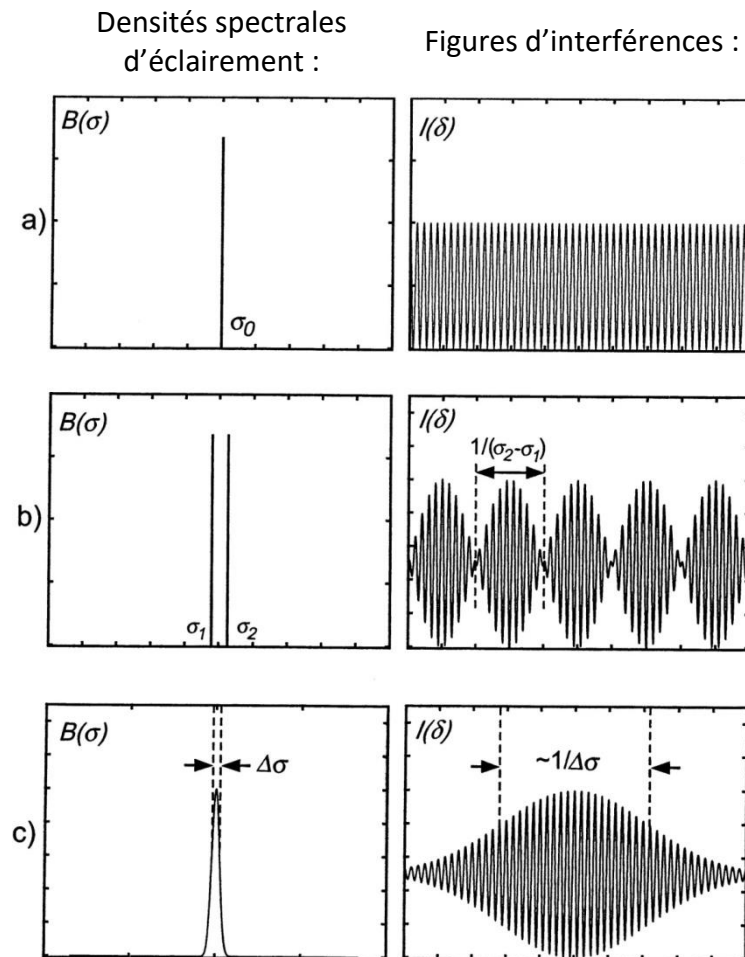 Densités spectrales
d'éclairement :
Figures d'interférences :
a)
B(σ)
σ0
I(δ)
b)
B(σ)
σ1
σ2
I(δ)
1/(σ2-σ1)
c)
B(σ)
Δσ
I(δ)
~1/Δσ